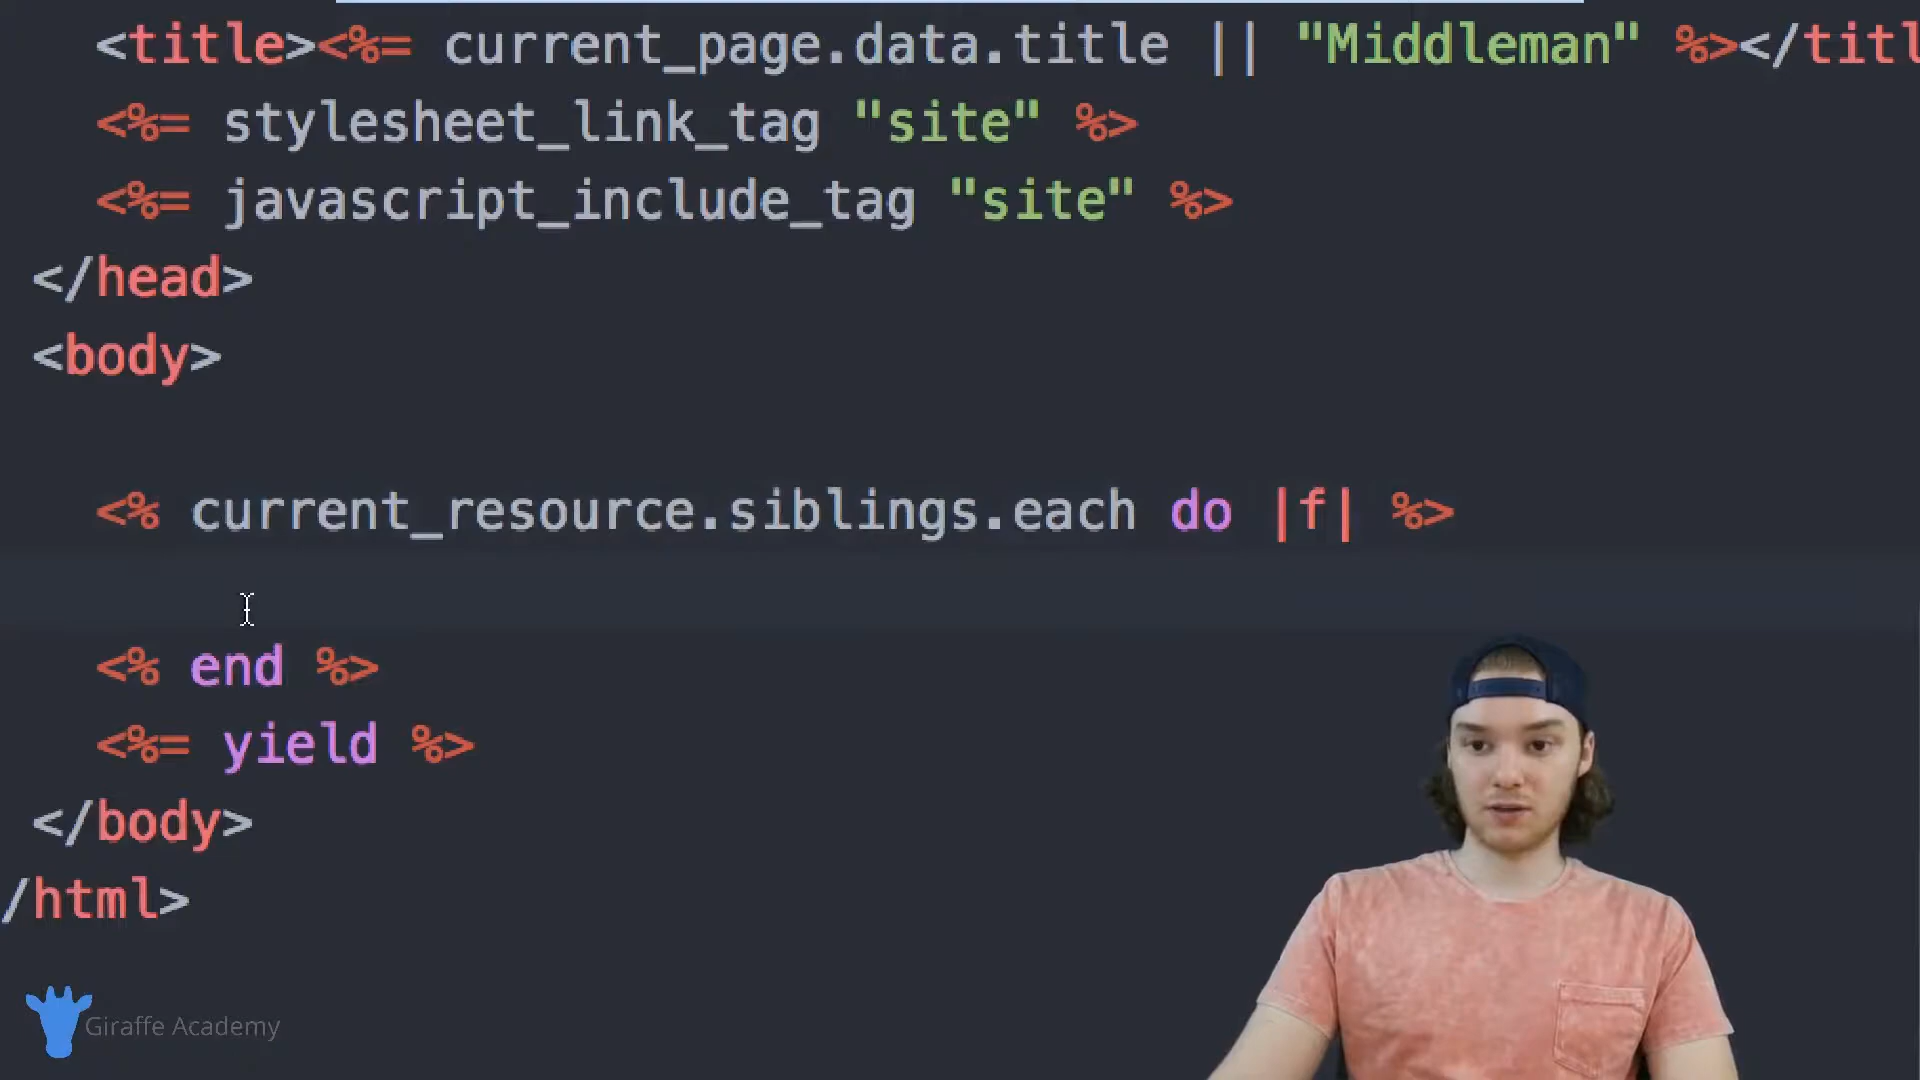 <title><%= current_page.data.title || "Middleman" %></titl
<%= stylesheet_link_tag "site" %>
<%= javascript_include_tag "site" %>
</head>
<body>
<% current_resource.siblings.each do |f| %>
<% end %>
<%= yield %>
</body>
/html>
Giraffe Academy